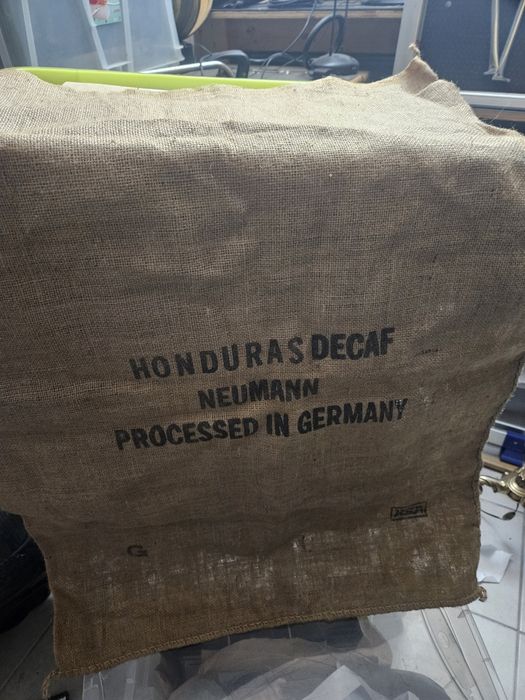 HONDURAS DECAF
NEUMANN
PROCESSED IN GERMANY
G